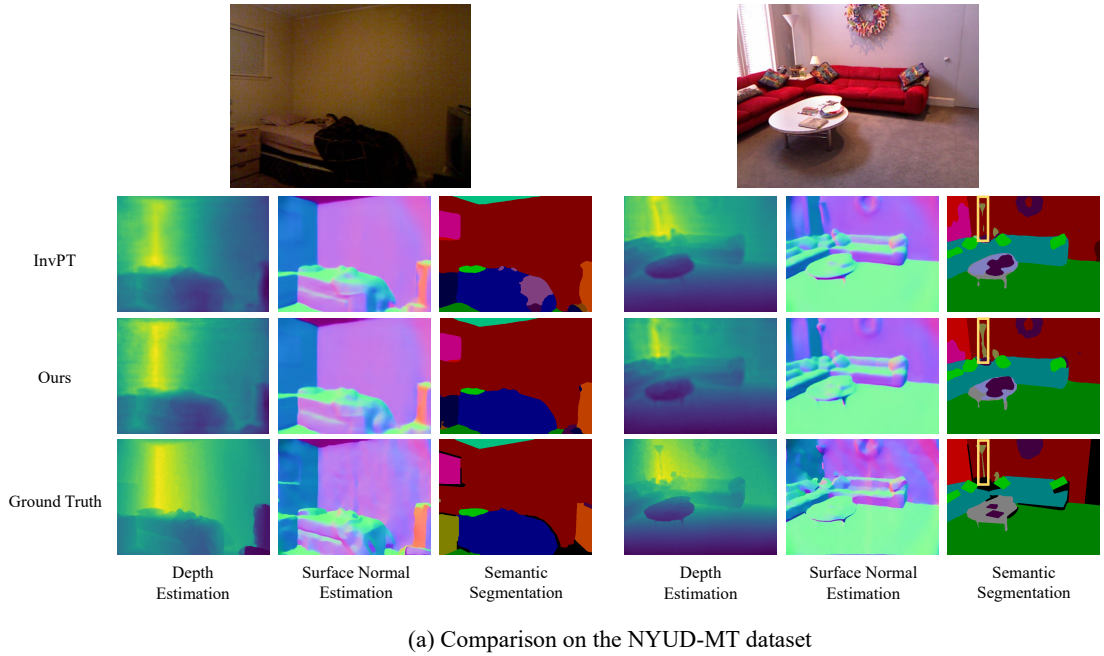 InvPT
Ours
Ground Truth
Depth
Estimation
Surface Normal
Estimation
Semantic
Segmentation
Depth
Estimation
Surface Normal
Estimation
Semantic
Segmentation
(a) Comparison on the NYUD-MT dataset